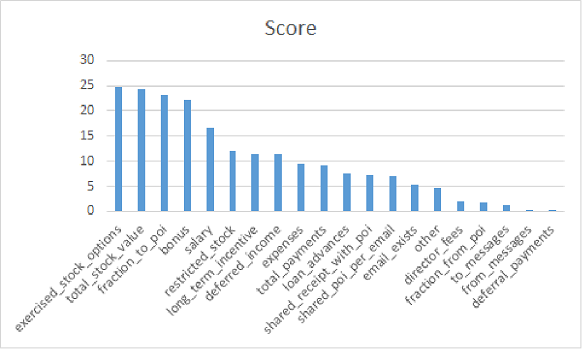 Score
30
25
20
15
10
5
0
exercised_stock_options
total_stock_value
fraction_to_poi
bonus
salary
restricted_stock
long_term_incentive
deferred_income
expenses
total_payments
loan_advances
shared_receipt_with_poi
shared_poi_per_email
email_exists
other
director_fees
fraction_from_poi
to_messages
from_messages
deferral_payments